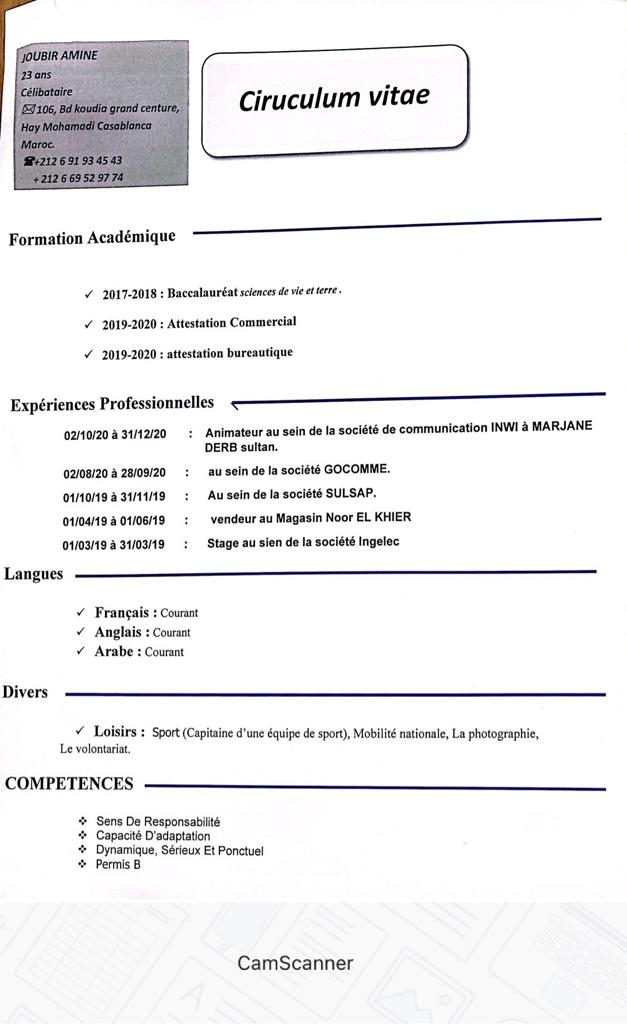 JOUBIR AMINE
23 ans
Célibataire
✉106, Bd koudia grand centure,
Hay Mohamadi Casablanca
Maroc.
☎+212 6 91 93 45 43
+ 212 6 69 52 97 74
Ciruculum vitae
Formation Académique
✓ 2017-2018 : Baccalauréat sciences de vie et terre .
✓ 2019-2020 : Attestation Commercial
✓ 2019-2020 : attestation bureautique
Expériences Professionnelles
02/10/20 à 31/12/20 : Animateur au sein de la société de communication INWI à MARJANE
DERB sultan.
02/08/20 à 28/09/20 : au sein de la société GOCOMME.
01/10/19 à 31/11/19 : Au sein de la société SULSAP.
01/04/19 à 01/06/19 : vendeur au Magasin Noor EL KHIER
01/03/19 à 31/03/19 : Stage au sien de la société Ingelec
Langues
✓ Français : Courant
✓ Anglais : Courant
✓ Arabe : Courant
Divers
✓ Loisirs : Sport (Capitaine d'une équipe de sport), Mobilité nationale, La photographie,
Le volontariat.
COMPETENCES
❖ Sens De Responsabilité
❖ Capacité D'adaptation
❖ Dynamique, Sérieux Et Ponctuel
❖ Permis B
CamScanner